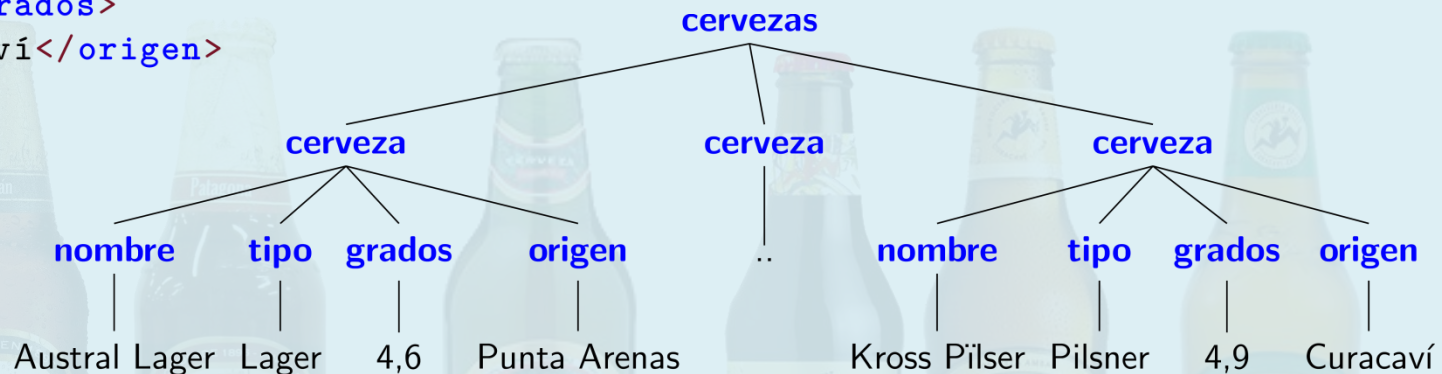 rados>
ví</origen>
cervezas
cerveza cerveza cerveza
nombre tipo grados origen .. nombre tipo grados origen
Austral Lager Lager 4,6 Punta Arenas Kross Pïlser Pilsner 4,9 Curacaví